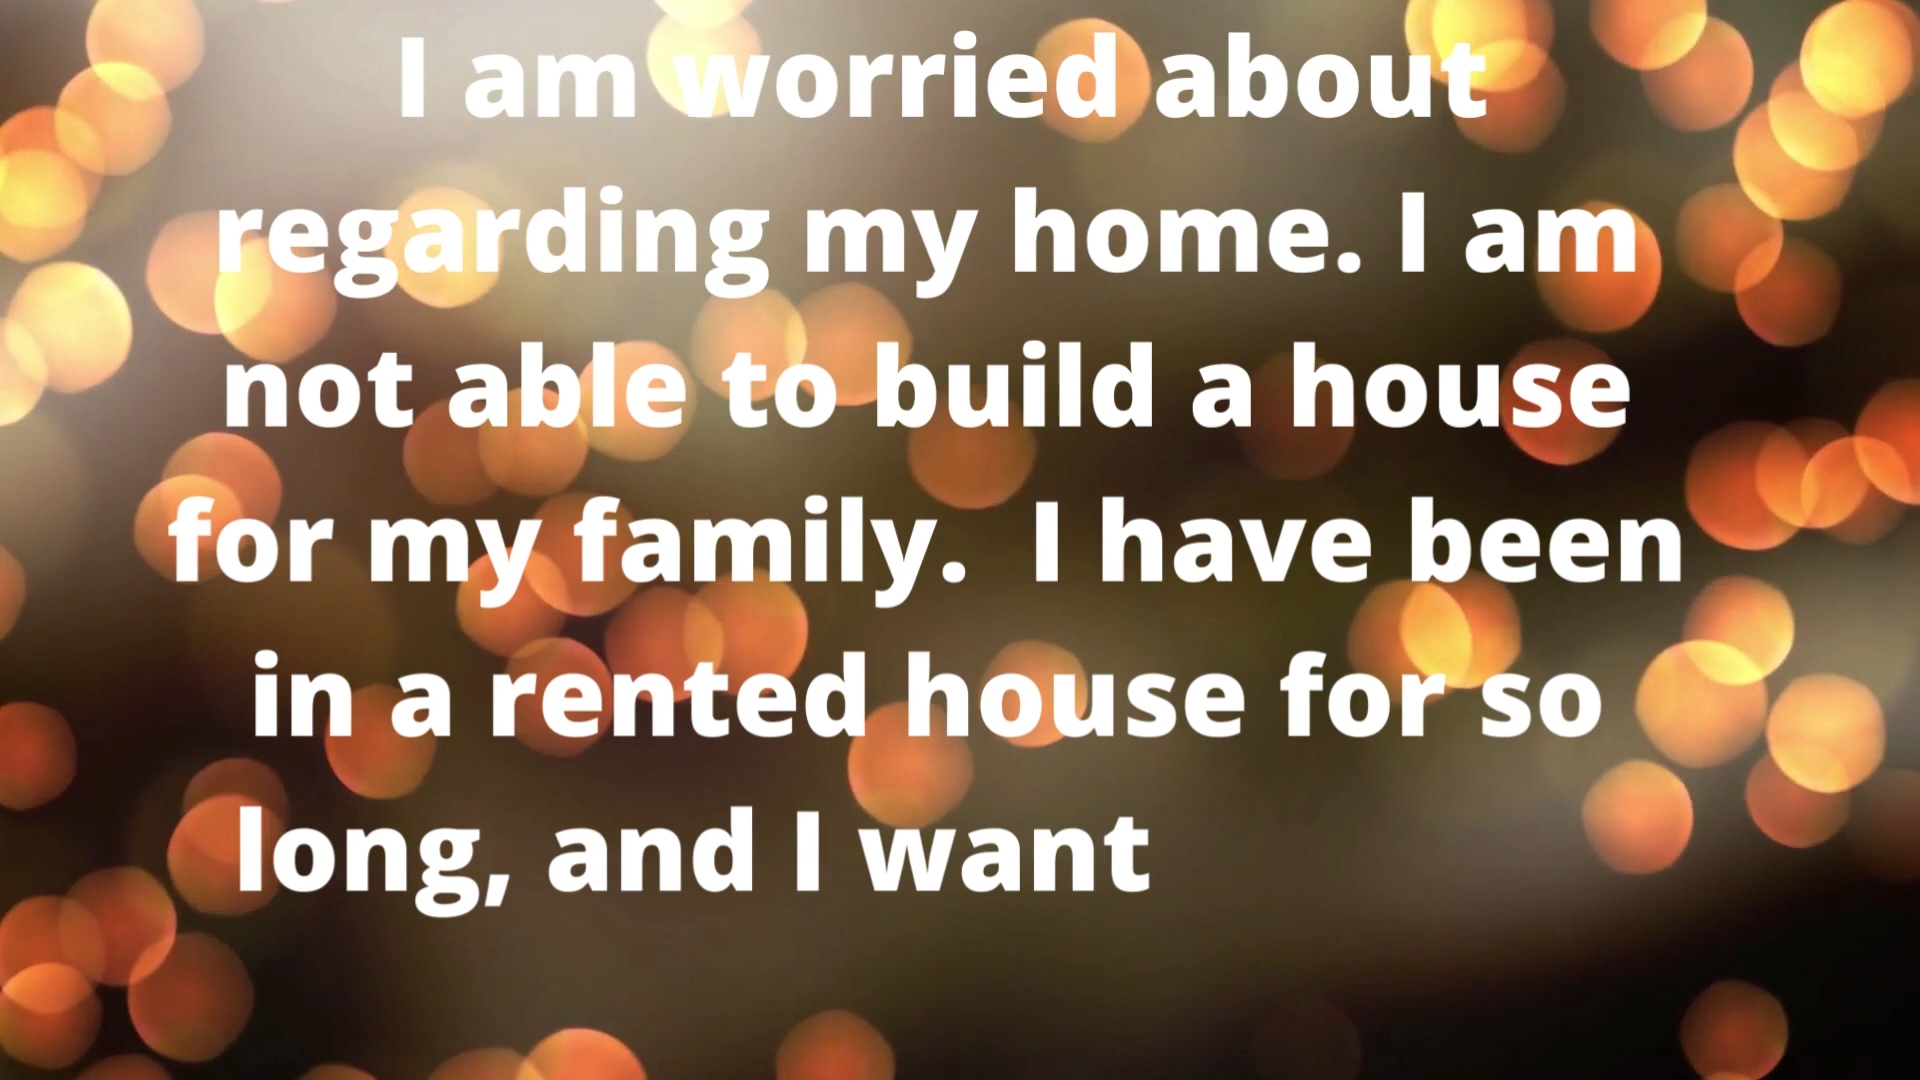 I am worried about
regarding my home. I am
not able to build a house
for my family.  I have been
in a rented house for so
long, and I want